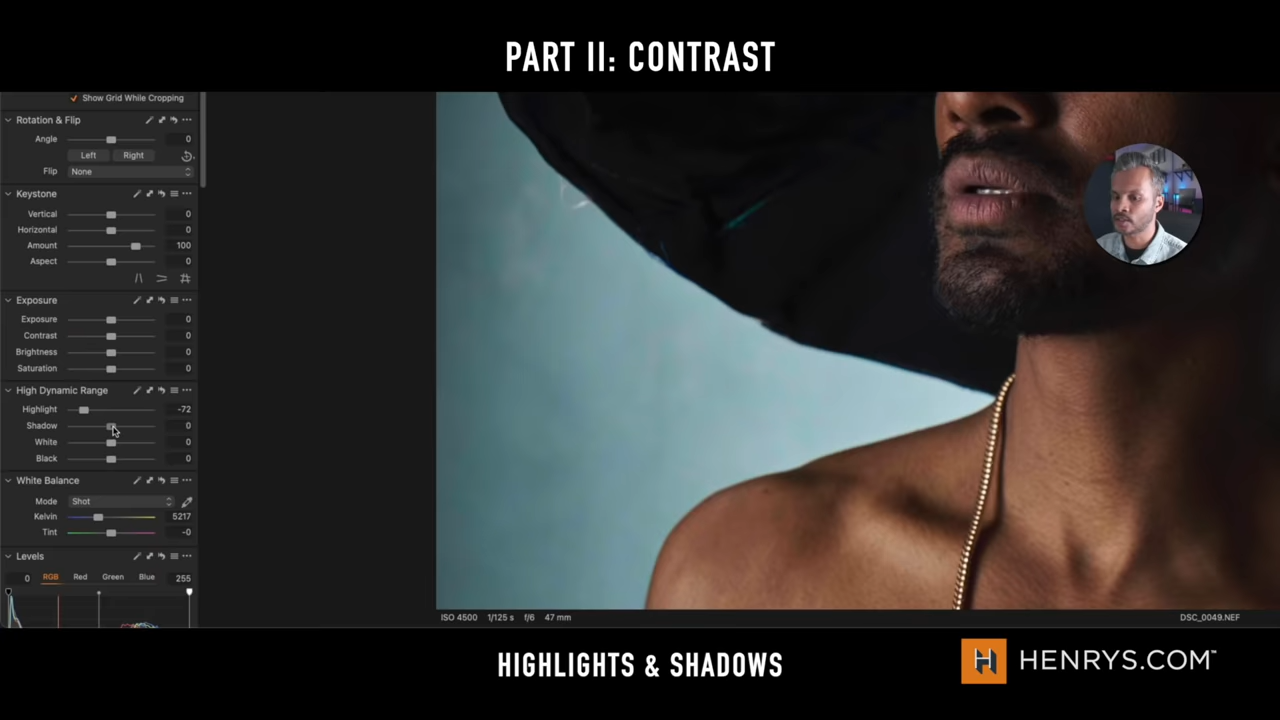 PART II: CONTRAST
Show Grid While Cropping
Rotation & Flip
Angle 0
Left Right
Flip None
Keystone
Vertical 0
Horizontal 0
Amount 100
Aspect 0
Exposure
Exposure 0
Contrast 0
Brightness 0
Saturation 0
High Dynamic Range
Highlight -72
Shadow 0
White 0
Black 0
White Balance
Mode Shot
Kelvin 5217
Tint -0
Levels
0 RGB Red Green Blue 255
ISO 4500 1/125 s f/6 47 mm DSC_0049.NEF
HIGHLIGHTS & SHADOWS
H HENRYS.COM™